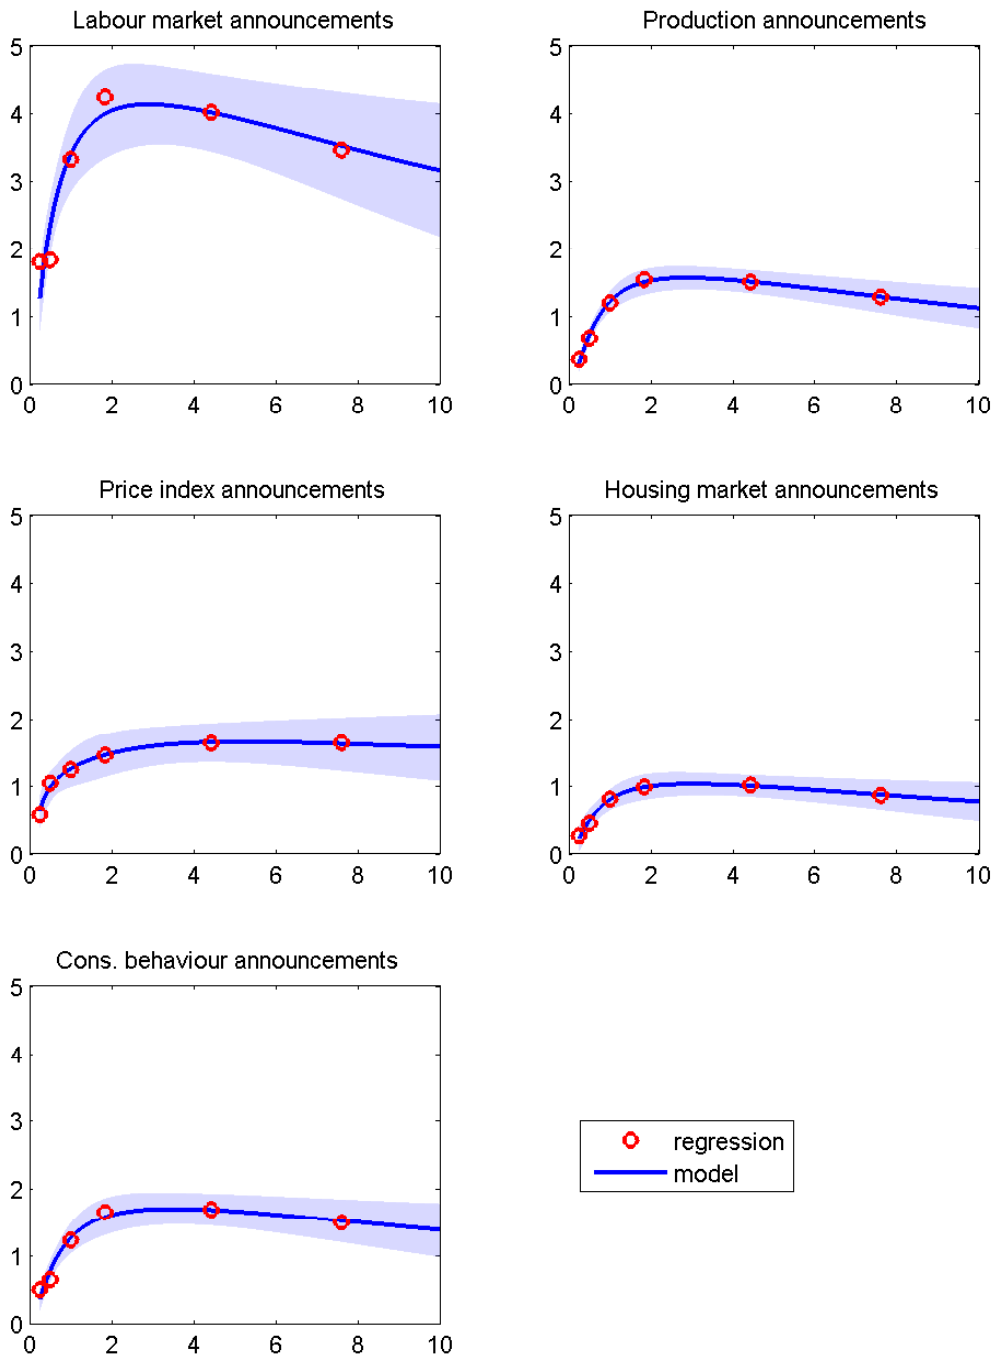 Labour market announcements
5
4
3
2
1
0
0 2 4 6 8 10
Production announcements
5
4
3
2
1
0
0 2 4 6 8 10
Price index announcements
5
4
3
2
1
0
0 2 4 6 8 10
Housing market announcements
5
4
3
2
1
0
0 2 4 6 8 10
Cons. behaviour announcements
5
4
3
2
1
0
0 2 4 6 8 10
regression
model